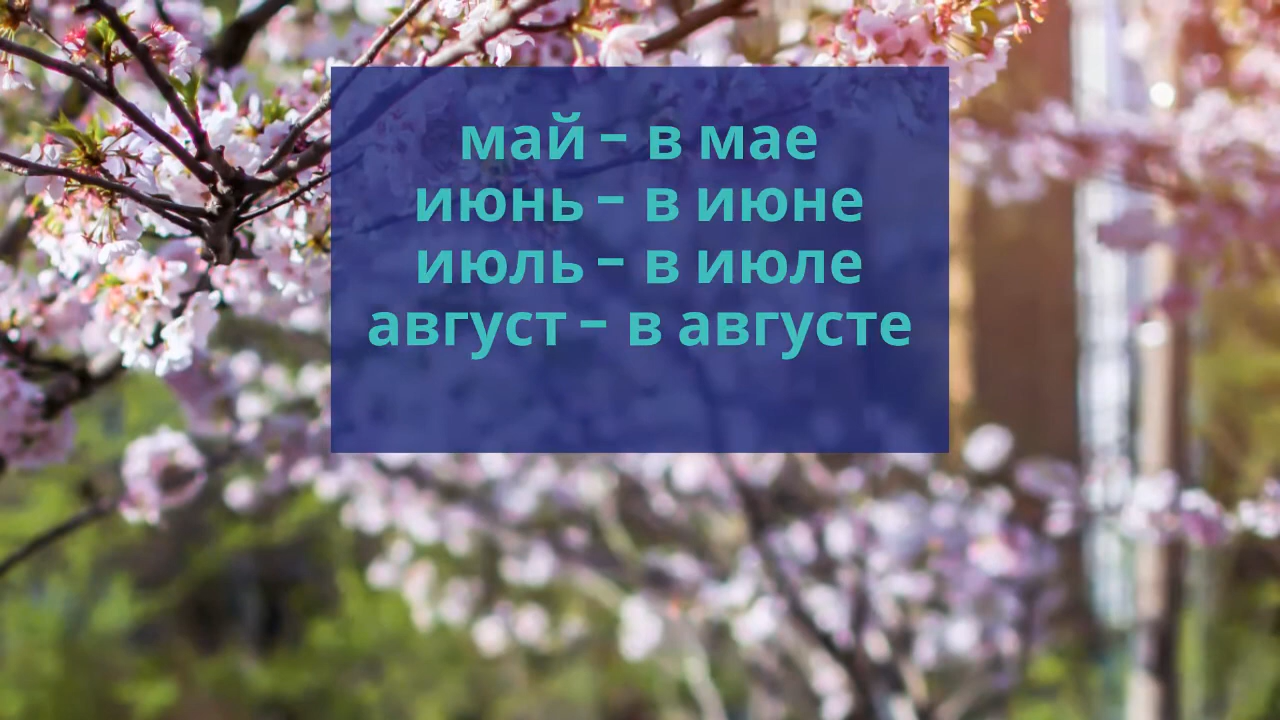 май – в мае
июнь – в июне
июль – в июле
август – в августе